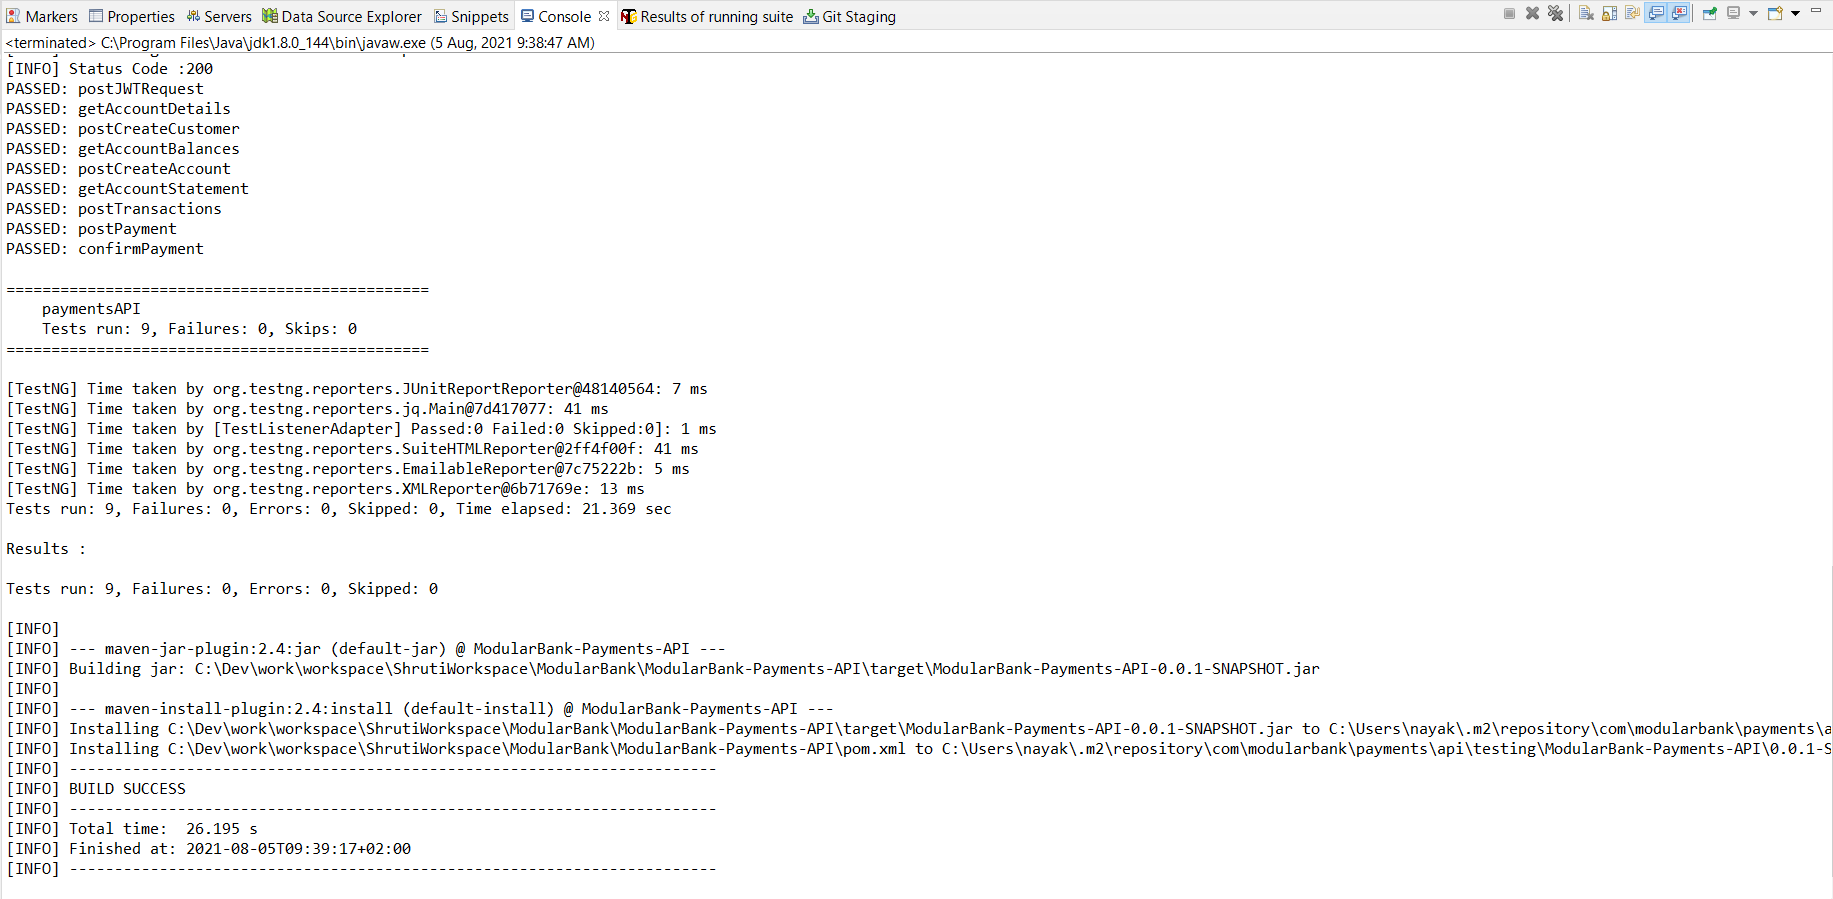 Markers Properties Servers Data Source Explorer Snippets Console Results of running suite Git Staging
<terminated> C:\Program Files\Java\jdk1.8.0_144\bin\javaw.exe (5 Aug, 2021 9:38:47 AM)
[INFO] Status Code :200
PASSED: postJWTRequest
PASSED: getAccountDetails
PASSED: postCreateCustomer
PASSED: getAccountBalances
PASSED: postCreateAccount
PASSED: getAccountStatement
PASSED: postTransactions
PASSED: postPayment
PASSED: confirmPayment
===============================================
paymentsAPI
Tests run: 9, Failures: 0, Skips: 0
===============================================
[TestNG] Time taken by org.testng.reporters.JUnitReportReporter@48140564: 7 ms
[TestNG] Time taken by org.testng.reporters.jq.Main@7d417077: 41 ms
[TestNG] Time taken by [TestListenerAdapter] Passed:0 Failed:0 Skipped:0]: 1 ms
[TestNG] Time taken by org.testng.reporters.SuiteHTMLReporter@2ff4f00f: 41 ms
[TestNG] Time taken by org.testng.reporters.EmailableReporter@7c75222b: 5 ms
[TestNG] Time taken by org.testng.reporters.XMLReporter@6b71769e: 13 ms
Tests run: 9, Failures: 0, Errors: 0, Skipped: 0, Time elapsed: 21.369 sec
Results :
Tests run: 9, Failures: 0, Errors: 0, Skipped: 0
[INFO]
[INFO] --- maven-jar-plugin:2.4:jar (default-jar) @ ModularBank-Payments-API ---
[INFO] Building jar: C:\Dev\work\workspace\ShrutiWorkspace\ModularBank\ModularBank-Payments-API\target\ModularBank-Payments-API-0.0.1-SNAPSHOT.jar
[INFO]
[INFO] --- maven-install-plugin:2.4:install (default-install) @ ModularBank-Payments-API ---
[INFO] Installing C:\Dev\work\workspace\ShrutiWorkspace\ModularBank\ModularBank-Payments-API\target\ModularBank-Payments-API-0.0.1-SNAPSHOT.jar to C:\Users\nayak\.m2\repository\com\modularbank\payments\a
[INFO] Installing C:\Dev\work\workspace\ShrutiWorkspace\ModularBank\ModularBank-Payments-API\pom.xml to C:\Users\nayak\.m2\repository\com\modularbank\payments\api\testing\ModularBank-Payments-API\0.0.1-S
[INFO] ------------------------------------------------------------------------
[INFO] BUILD SUCCESS
[INFO] ------------------------------------------------------------------------
[INFO] Total time:  26.195 s
[INFO] Finished at: 2021-08-05T09:39:17+02:00
[INFO] ------------------------------------------------------------------------